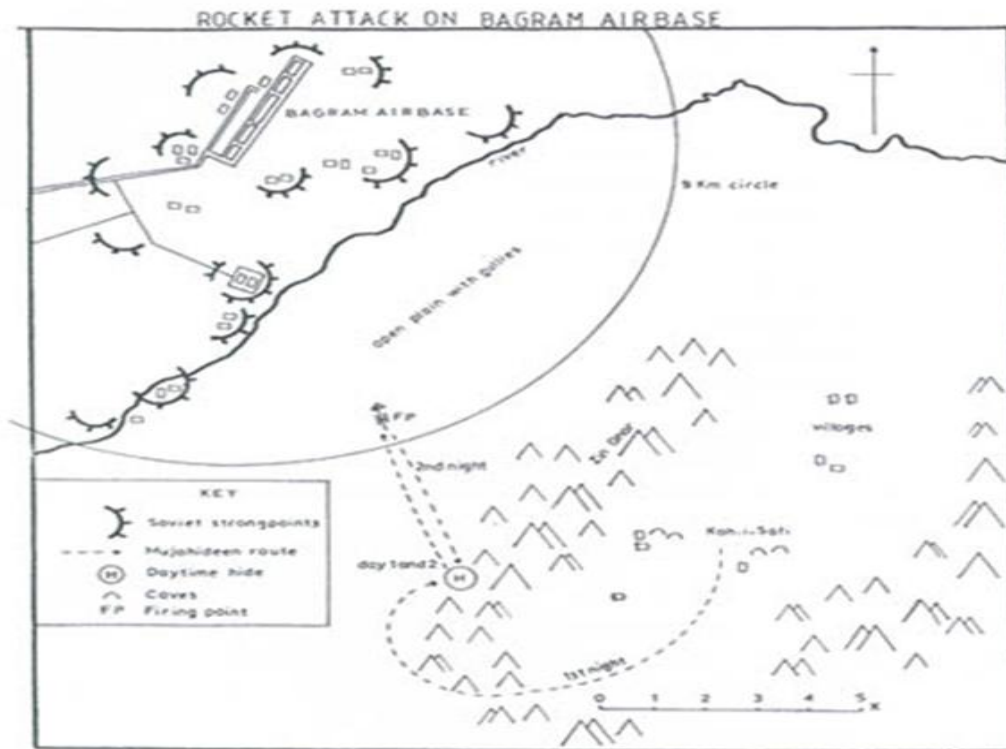 ROCKET ATTACK ON BAGRAM AIRBASE
BAGRAM AIRBASE
river
9 Km circle
Open plain with gullies
FP
2nd night
villages
Koh-i-Safi
day 1 and 2
H
1st night
KEY
Soviet strongpoints
Mujahideen route
H Daytime hide
Caves
FP Firing point
0 1 2 3 4 5
K